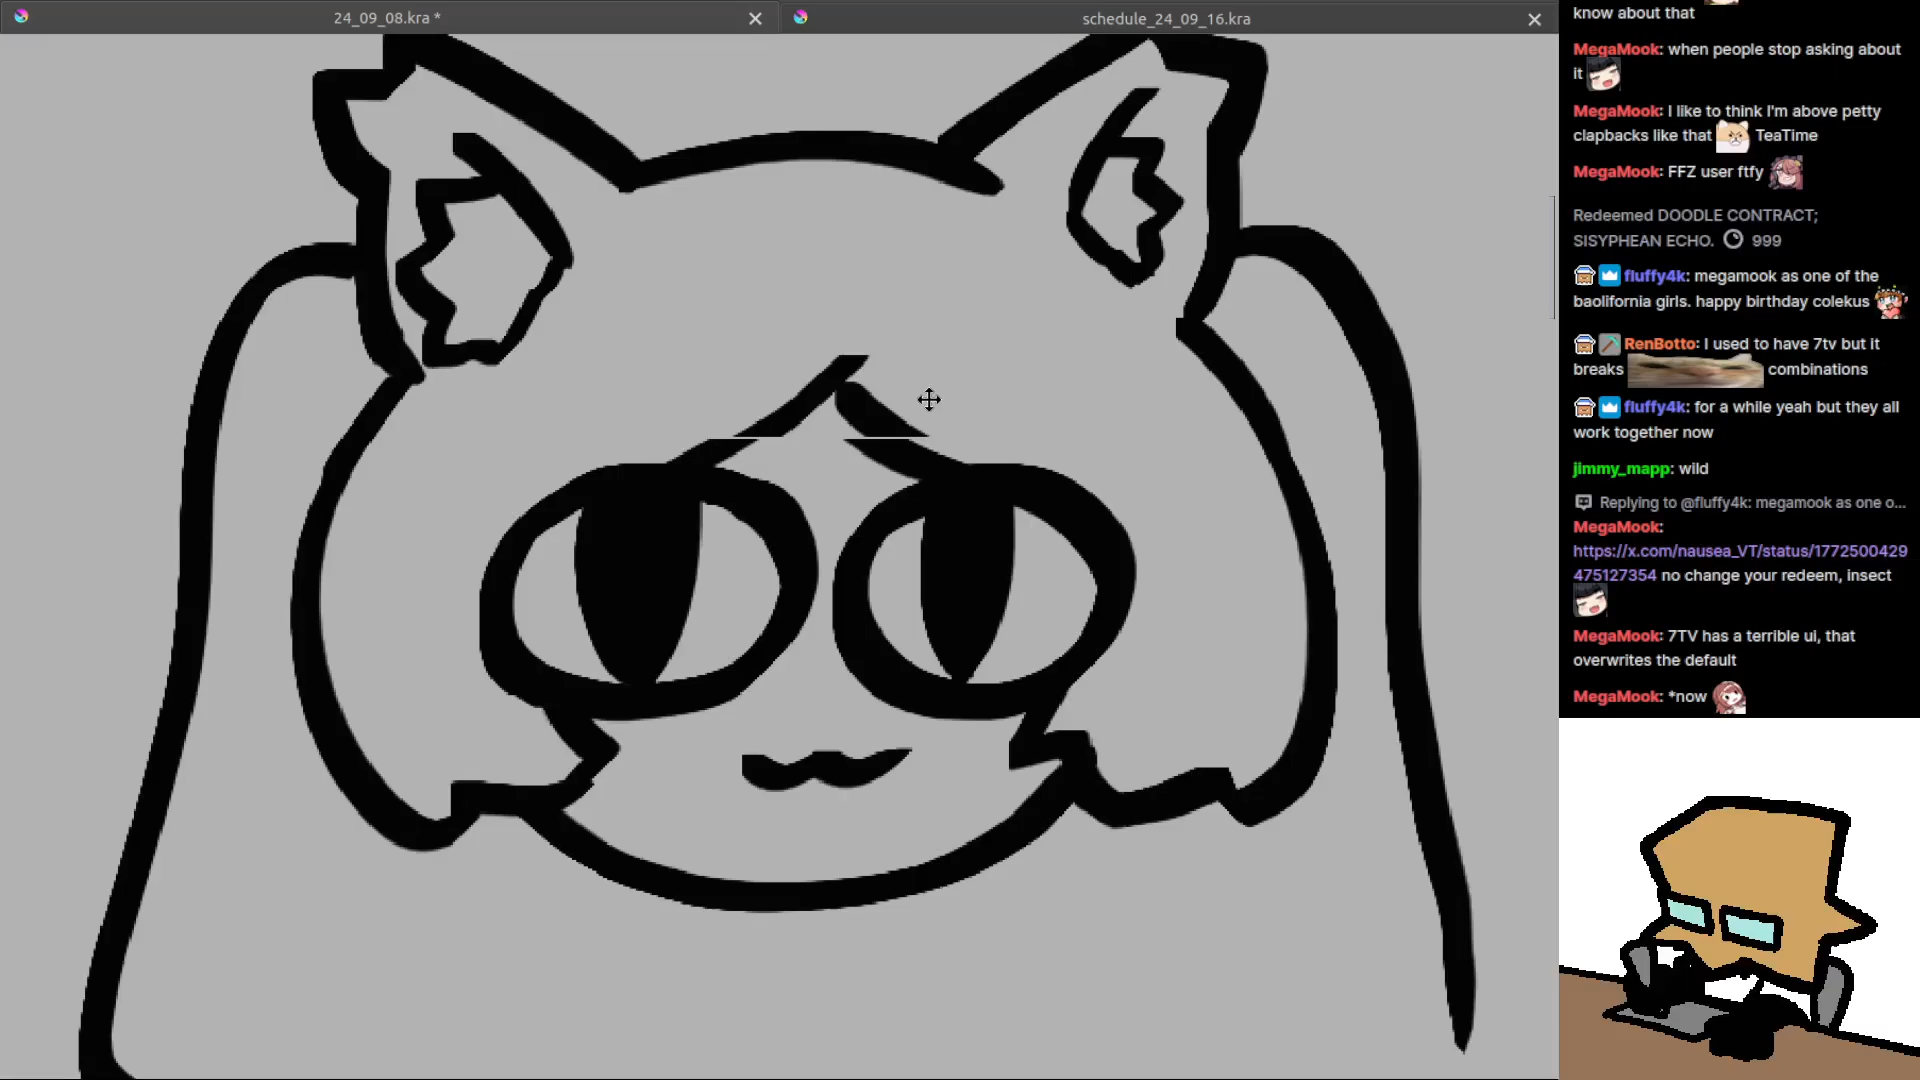 24_09_08.kra *
schedule_24_09_16.kra
know about that
MegaMook: when people stop asking about
it
MegaMook: I like to think I'm above petty
clapbacks like that TeaTime
MegaMook: FFZ user ftfy
Redeemed DOODLE CONTRACT;
SISYPHEAN ECHO. 999
fluffy4k: megamook as one of the
baolifornia girls. happy birthday colekus
RenBotto: I used to have 7tv but it
breaks combinations
fluffy4k: for a while yeah but they all
work together now
jimmy_mapp: wild
Replying to @fluffy4k: megamook as one o...
MegaMook:
https://x.com/nausea_VT/status/1772500429
475127354 no change your redeem, insect
MegaMook: 7TV has a terrible ui, that
overwrites the default
MegaMook: *now